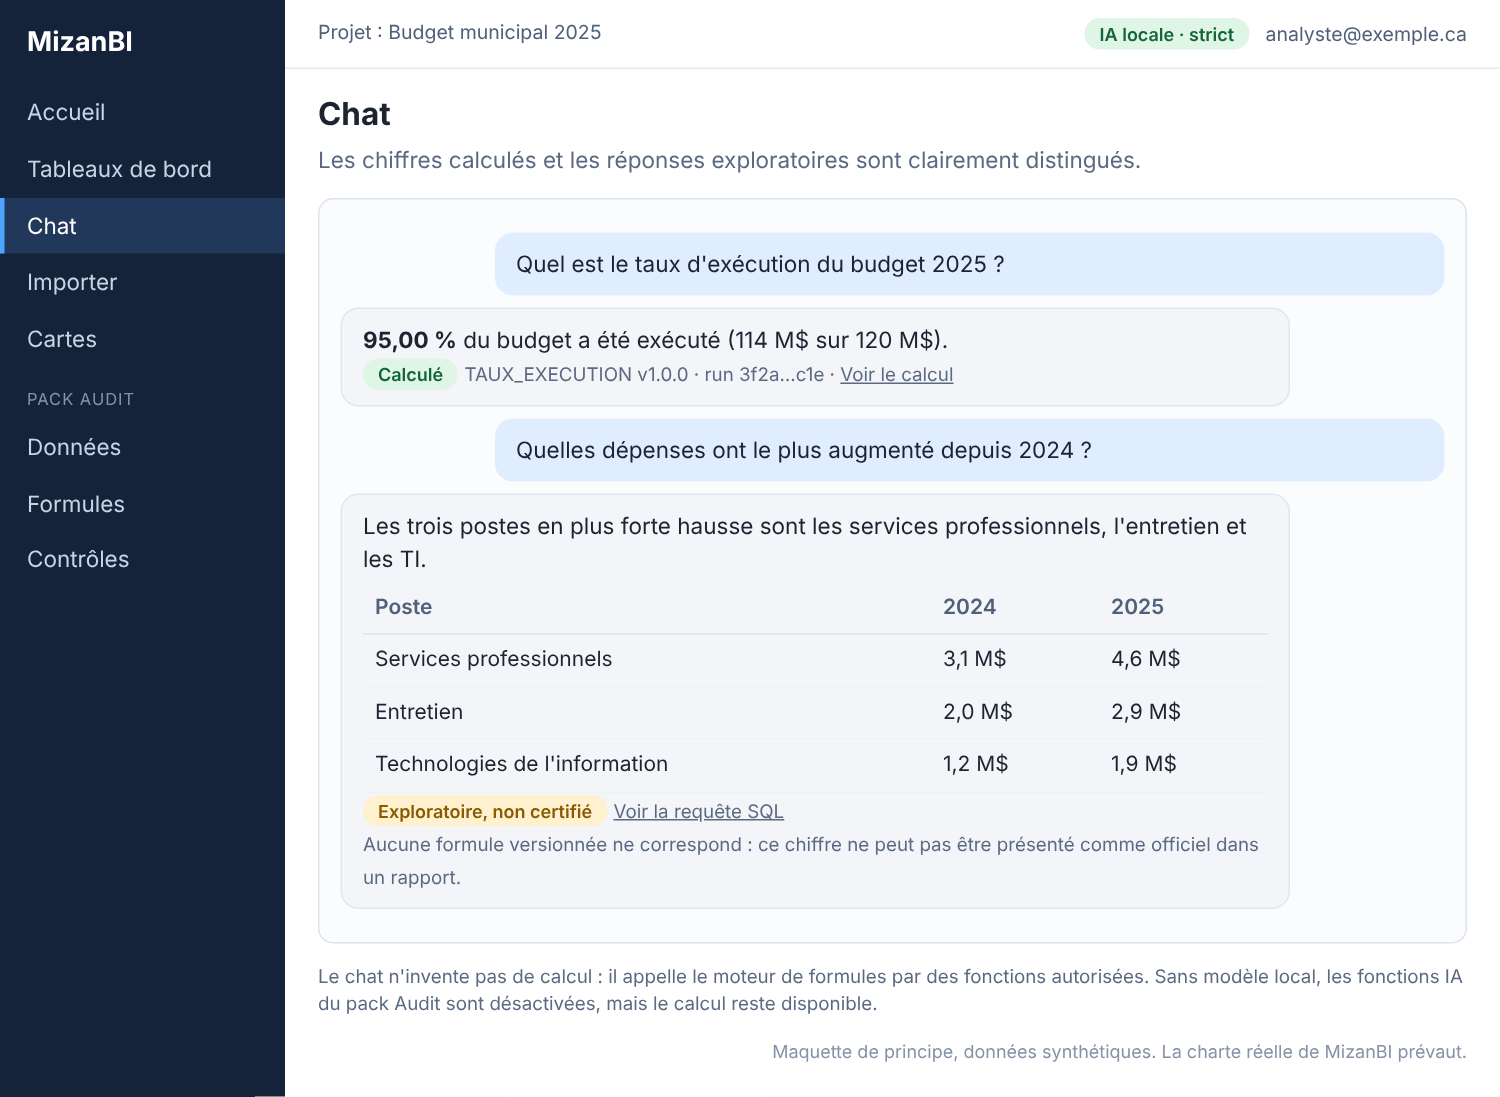 MizanBI
Accueil
Tableaux de bord
Chat
Importer
Cartes
PACK AUDIT
Données
Formules
Contrôles
Projet : Budget municipal 2025
IA locale · strict
analyste@exemple.ca
Chat
Les chiffres calculés et les réponses exploratoires sont clairement distingués.
Quel est le taux d'exécution du budget 2025 ?
95,00 % du budget a été exécuté (114 M$ sur 120 M$).
Calculé TAUX_EXECUTION v1.0.0 · run 3f2a…c1e · Voir le calcul
Quelles dépenses ont le plus augmenté depuis 2024 ?
Les trois postes en plus forte hausse sont les services professionnels, l'entretien et
les TI.
Poste 2024 2025
Services professionnels 3,1 M$ 4,6 M$
Entretien 2,0 M$ 2,9 M$
Technologies de l'information 1,2 M$ 1,9 M$
Exploratoire, non certifié Voir la requête SQL
Aucune formule versionnée ne correspond : ce chiffre ne peut pas être présenté comme officiel dans
un rapport.
Le chat n'invente pas de calcul : il appelle le moteur de formules par des fonctions autorisées. Sans modèle local, les fonctions IA
du pack Audit sont désactivées, mais le calcul reste disponible.
Maquette de principe, données synthétiques. La charte réelle de MizanBI prévaut.